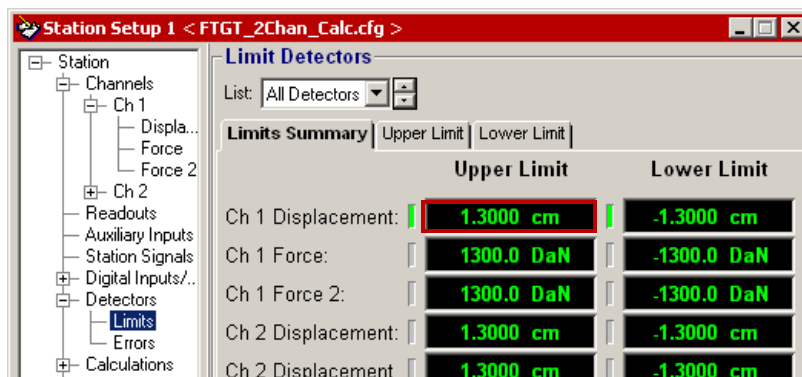 Station Setup 1 < FTGT_2Chan_Calc.cfg >
Station
Channels
Ch 1
Displa...
Force
Force 2
Ch 2
Readouts
Auxiliary Inputs
Station Signals
Digital Inputs/..
Detectors
Limits
Errors
Calculations
Limit Detectors
List: All Detectors
Limits Summary Upper Limit Lower Limit
Upper Limit Lower Limit
Ch 1 Displacement: 1.3000 cm -1.3000 cm
Ch 1 Force: 1300.0 DaN -1300.0 DaN
Ch 1 Force 2: 1300.0 DaN -1300.0 DaN
Ch 2 Displacement: 1.3000 cm -1.3000 cm
Ch 2 Displacement 1.3000 cm -1.3000 cm